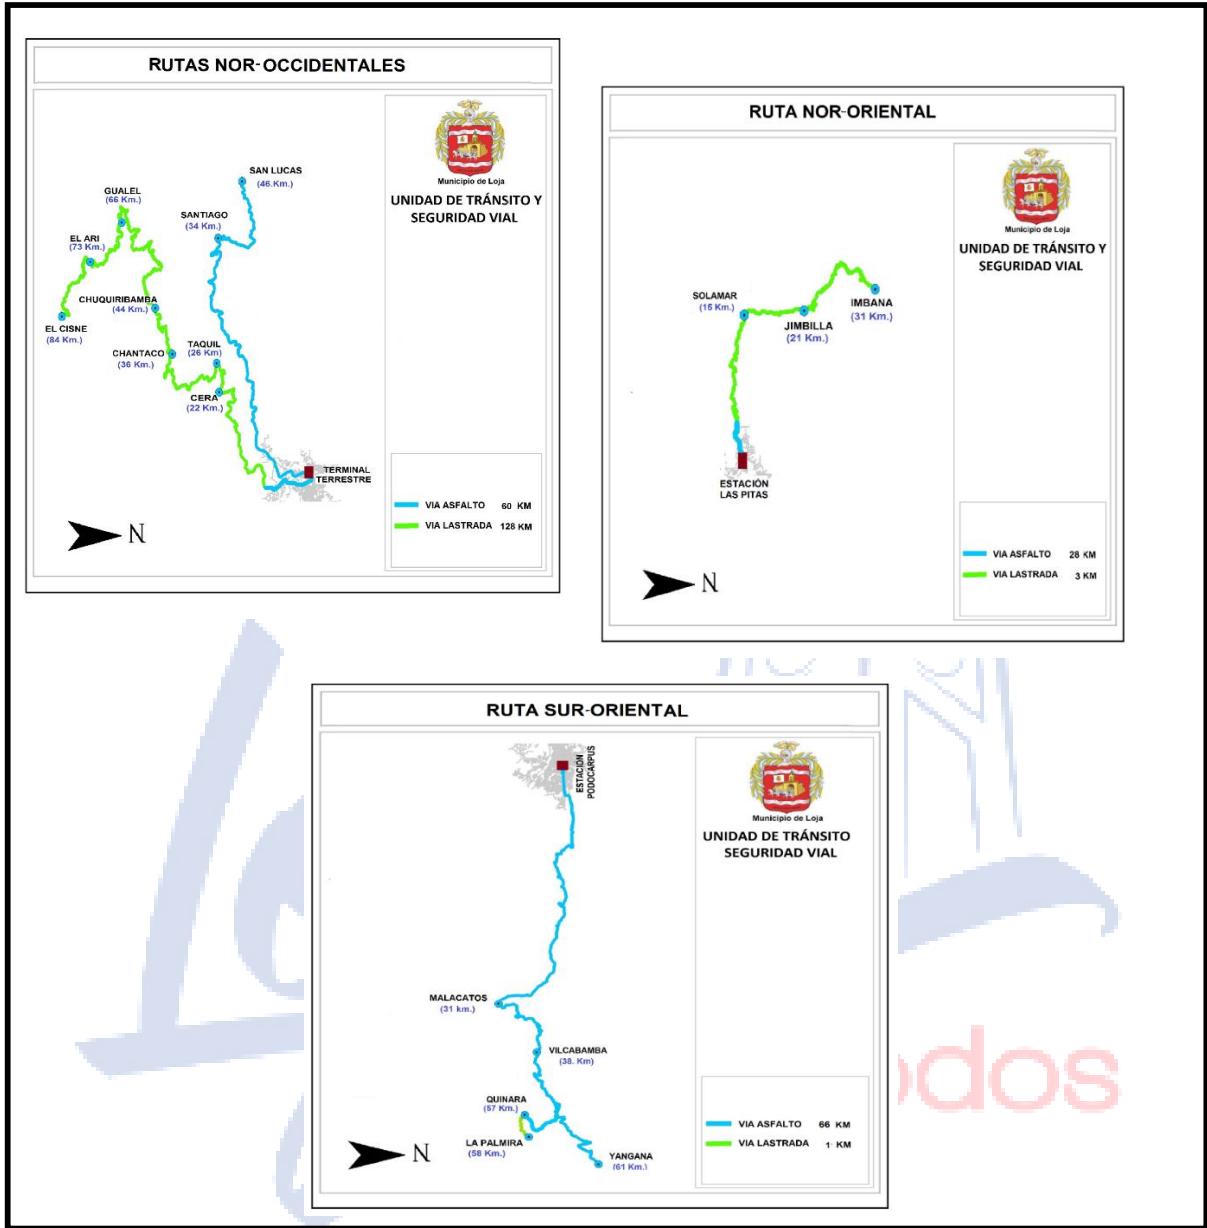 RUTAS NOR-OCCIDENTALES
Municipio de Loja
UNIDAD DE TRÁNSITO Y
SEGURIDAD VIAL
SAN LUCAS
(46 Km.)
GUALEL
(66 Km.)
SANTIAGO
(34 Km.)
EL ARI
(73 Km.)
CHUQUIRIBAMBA
(44 Km.)
EL CISNE
(84 Km.)
CHANTACO
(36 Km.)
TAQUIL
(26 Km)
CERA
(22 Km.)
TERMINAL
TERRESTRE
VIA ASFALTO 60 KM
VIA LASTRADA 128 KM
N
RUTA NOR-ORIENTAL
Municipio de Loja
UNIDAD DE TRÁNSITO Y
SEGURIDAD VIAL
SOLAMAR
(15 Km.)
JIMBILLA
(21 Km.)
IMBANA
(31 Km.)
ESTACIÓN
LAS PITAS
VIA ASFALTO 28 KM
VIA LASTRADA 3 KM
N
RUTA SUR-ORIENTAL
ESTACIÓN
PODOCARPUS
Municipio de Loja
UNIDAD DE TRÁNSITO
SEGURIDAD VIAL
MALACATOS
(31 km.)
VILCABAMBA
(38. Km)
QUINARA
(57 Km.)
LA PALMIRA
(58 Km.)
YANGANA
(61 Km.)
VIA ASFALTO 66 KM
VIA LASTRADA 1 KM
N